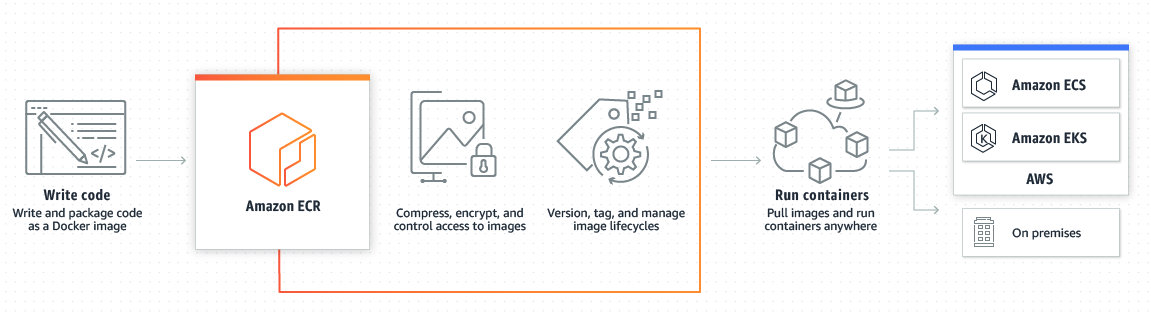 </>
Write code
Write and package code
as a Docker image
Amazon ECR
Compress, encrypt, and
control access to images
Version, tag, and manage
image lifecycles
Run containers
Pull images and run
containers anywhere
Amazon ECS
K
Amazon EKS
AWS
On premises